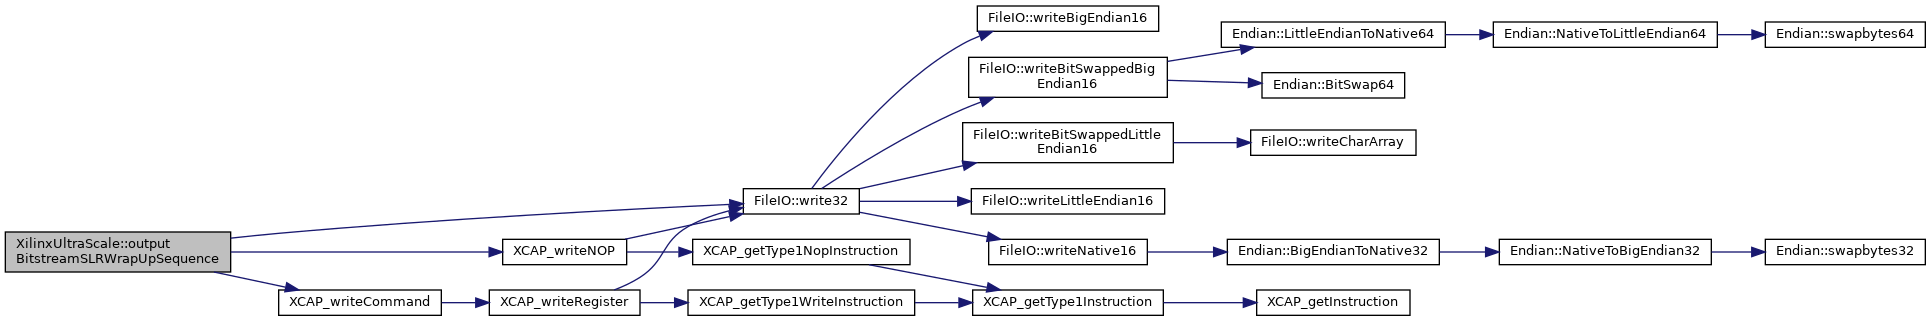 FileIO::writeBigEndian16
Endian::LittleEndianToNative64
Endian::NativeToLittleEndian64
Endian::swapbytes64
FileIO::writeBitSwappedBig
Endian16
Endian::BitSwap64
FileIO::writeBitSwappedLittle
Endian16
FileIO::writeCharArray
FileIO::write32
FileIO::writeLittleEndian16
XilinxUltraScale::output
BitstreamSLRWrapUpSequence
XCAP_writeNOP
XCAP_getType1NopInstruction
FileIO::writeNative16
Endian::BigEndianToNative32
Endian::NativeToBigEndian32
Endian::swapbytes32
XCAP_writeCommand
XCAP_writeRegister
XCAP_getType1WriteInstruction
XCAP_getType1Instruction
XCAP_getInstruction